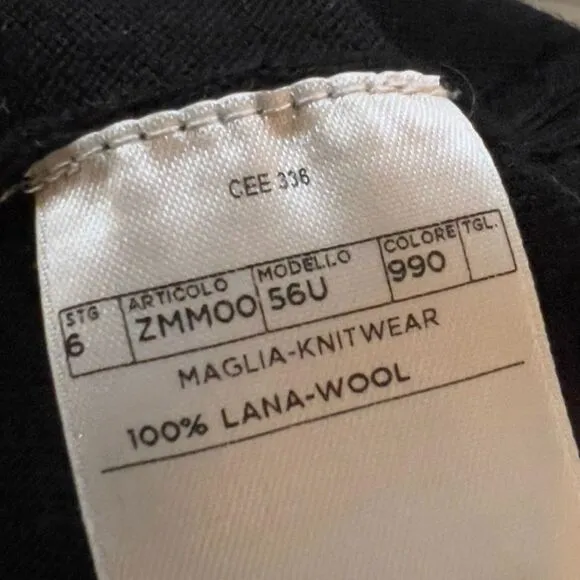 CEE 336
STG ARTICOLO MODELLO COLORE TGL.
6 ZMM00 56U 990
MAGLIA-KNITWEAR
100% LANA-WOOL